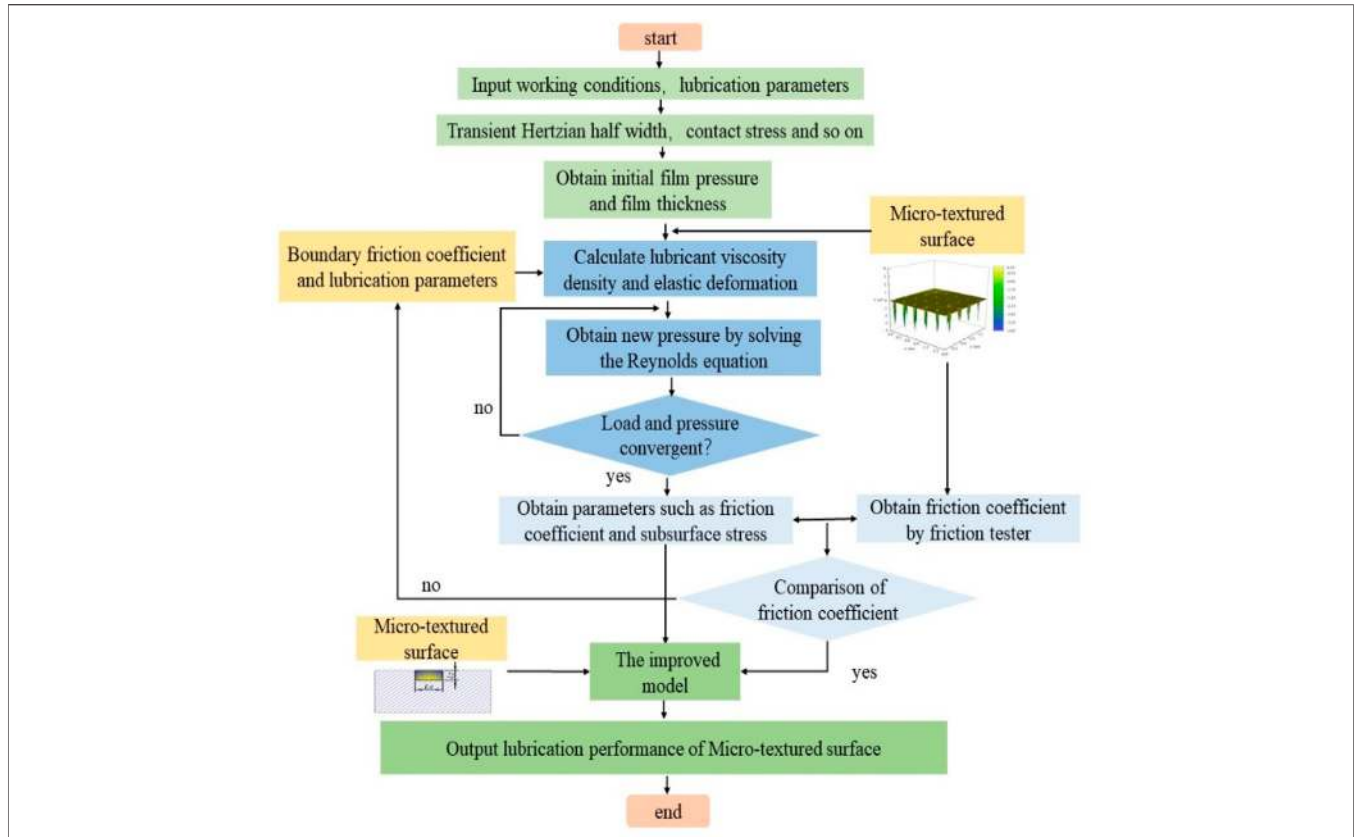 start
Input working conditions, lubrication parameters
Transient Hertzian half width, contact stress and so on
Obtain initial film pressure
and film thickness
Micro-textured
surface
Boundary friction coefficient
and lubrication parameters
Calculate lubricant viscosity
density and elastic deformation
Obtain new pressure by solving
the Reynolds equation
no
Load and pressure
convergent?
yes
Obtain parameters such as friction
coefficient and subsurface stress
Obtain friction coefficient
by friction tester
no
Comparison of
friction coefficient
Micro-textured
surface
The improved
model
yes
Output lubrication performance of Micro-textured surface
end